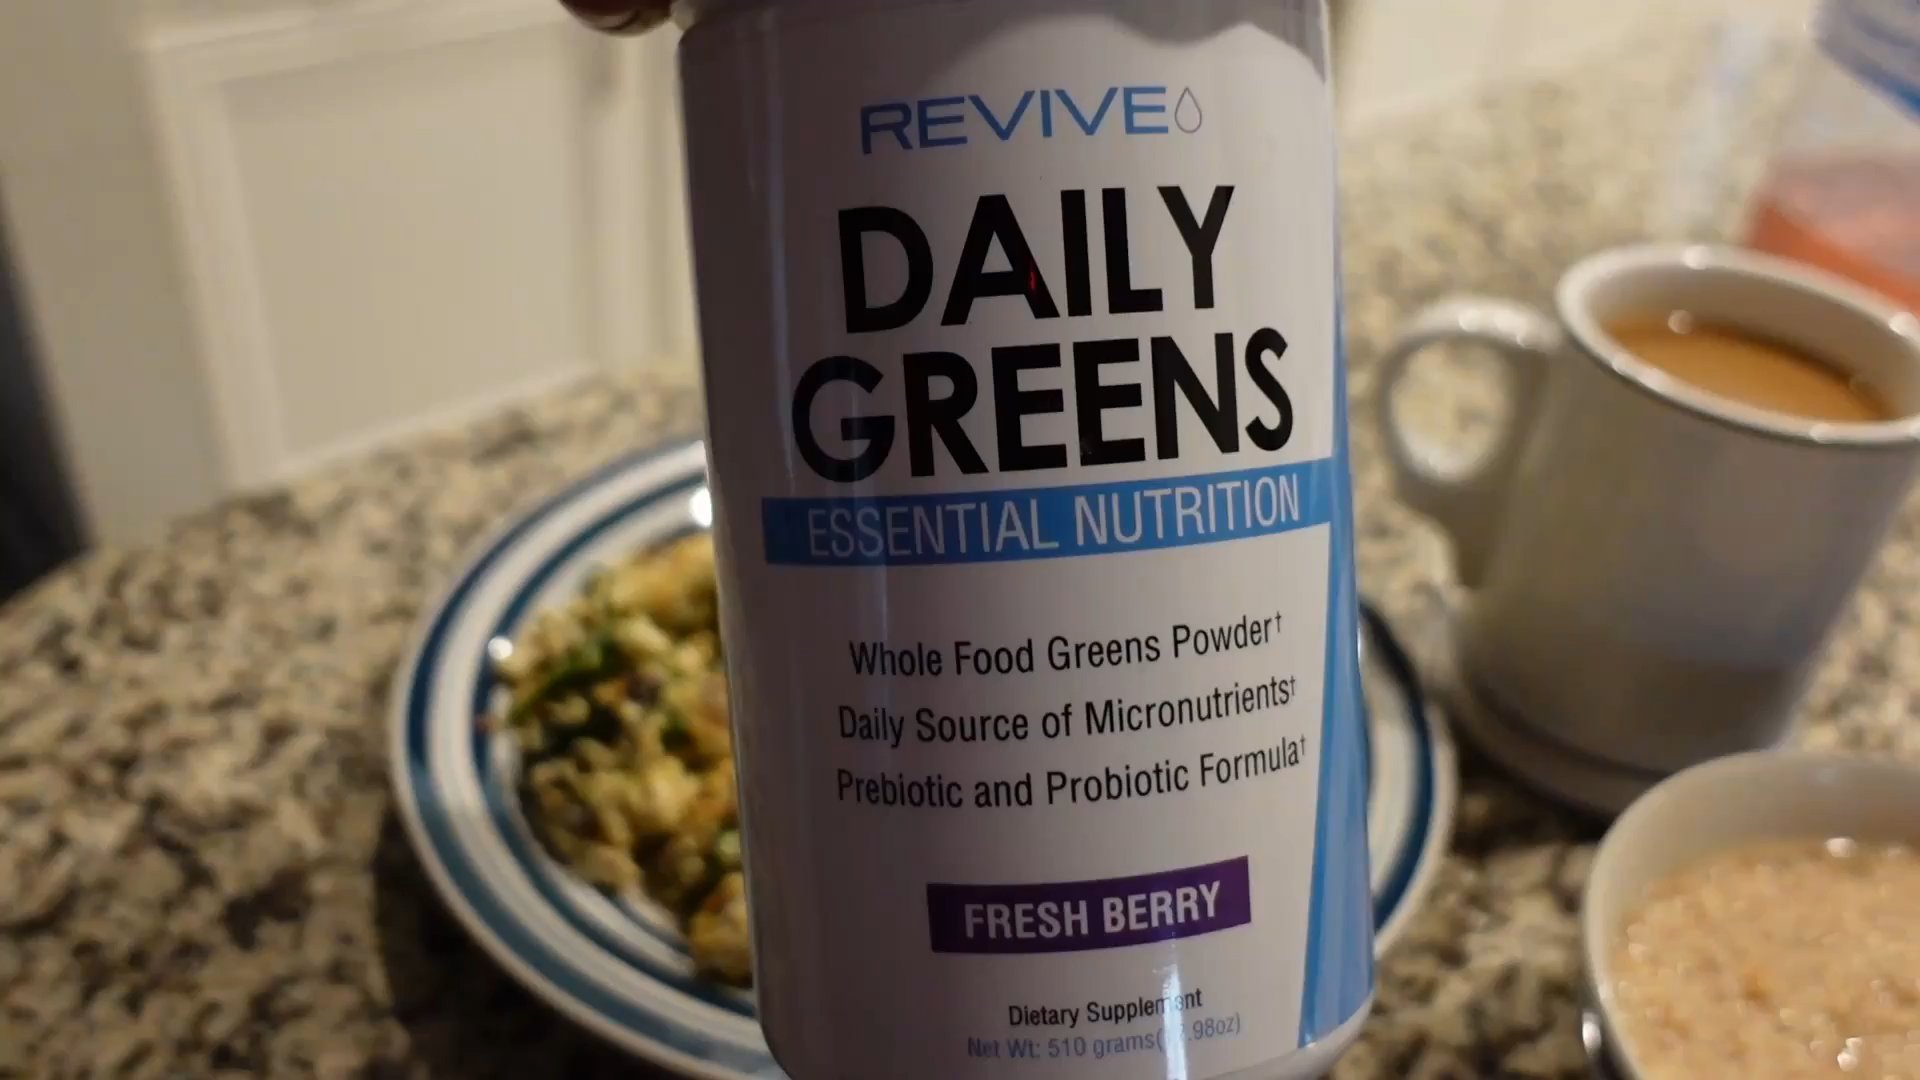 REVIVE
DAILY
GREENS
ESSENTIAL NUTRITION
Whole Food Greens Powder†
Daily Source of Micronutrients†
Prebiotic and Probiotic Formula†
FRESH BERRY
Dietary Supplement
Net Wt: 510 grams